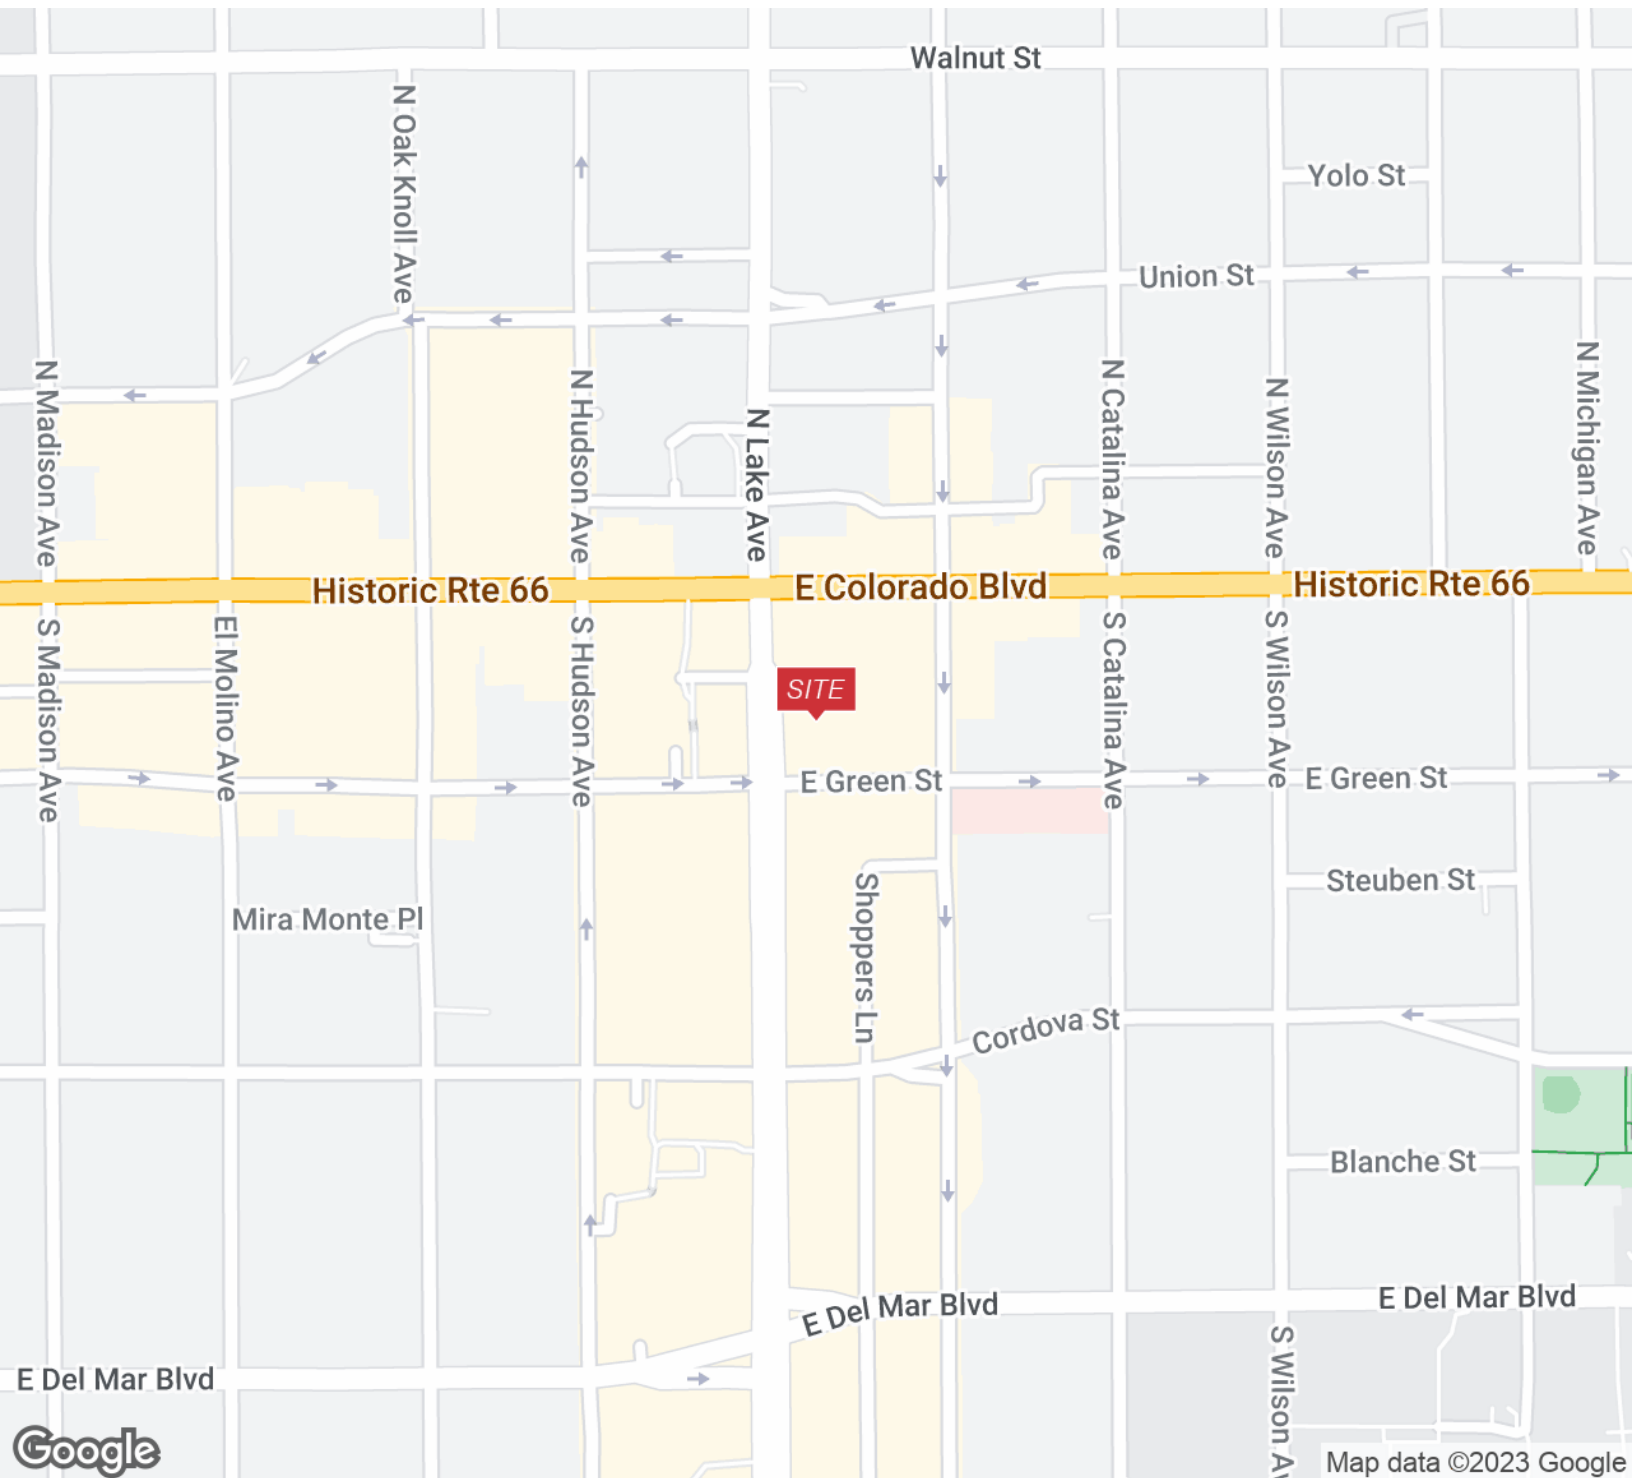 Walnut St
N Oak Knoll Ave
Yolo St
Union St
N Madison Ave
N Hudson Ave
N Lake Ave
N Catalina Ave
N Wilson Ave
N Michigan Ave
Historic Rte 66
E Colorado Blvd
Historic Rte 66
S Madison Ave
El Molino Ave
S Hudson Ave
SITE
S Catalina Ave
S Wilson Ave
E Green St
E Green St
Shoppers Ln
Steuben St
Mira Monte Pl
Cordova St
Blanche St
E Del Mar Blvd
E Del Mar Blvd
E Del Mar Blvd
S Wilson Av
Google
Map data ©2023 Google